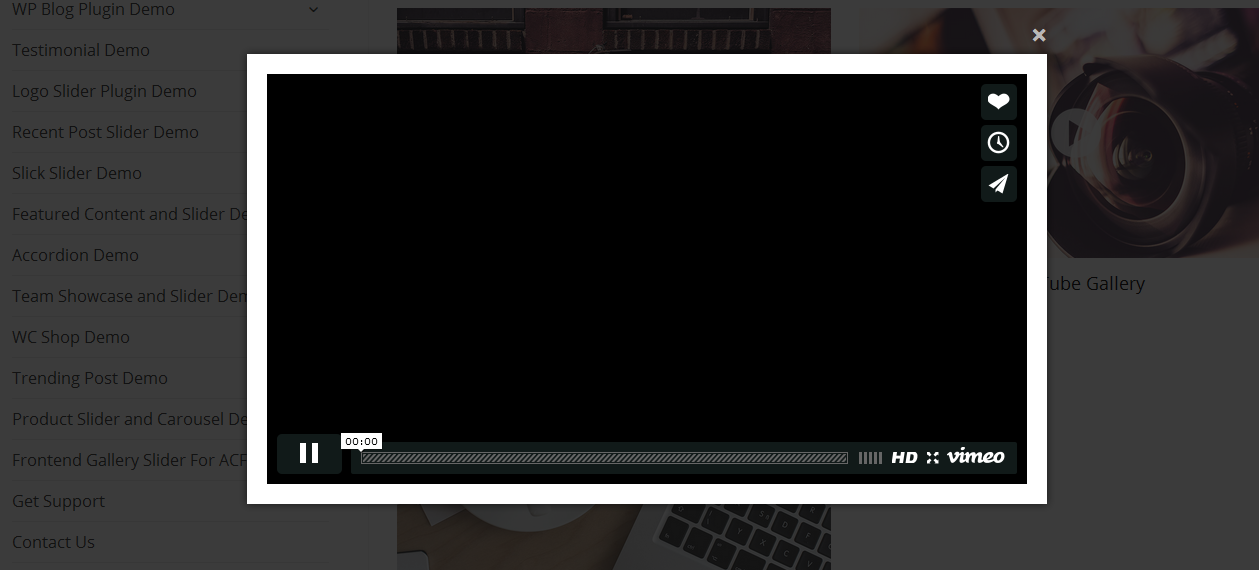 WP Blog Plugin Demo
Testimonial Demo
Logo Slider Plugin Demo
Recent Post Slider Demo
Slick Slider Demo
Featured Content and Slider De
Accordion Demo
Team Showcase and Slider Dem
WC Shop Demo
Trending Post Demo
Product Slider and Carousel De
Frontend Gallery Slider For ACF
Get Support
Contact Us
×
00:00
HD
vimeo
Tube Gallery